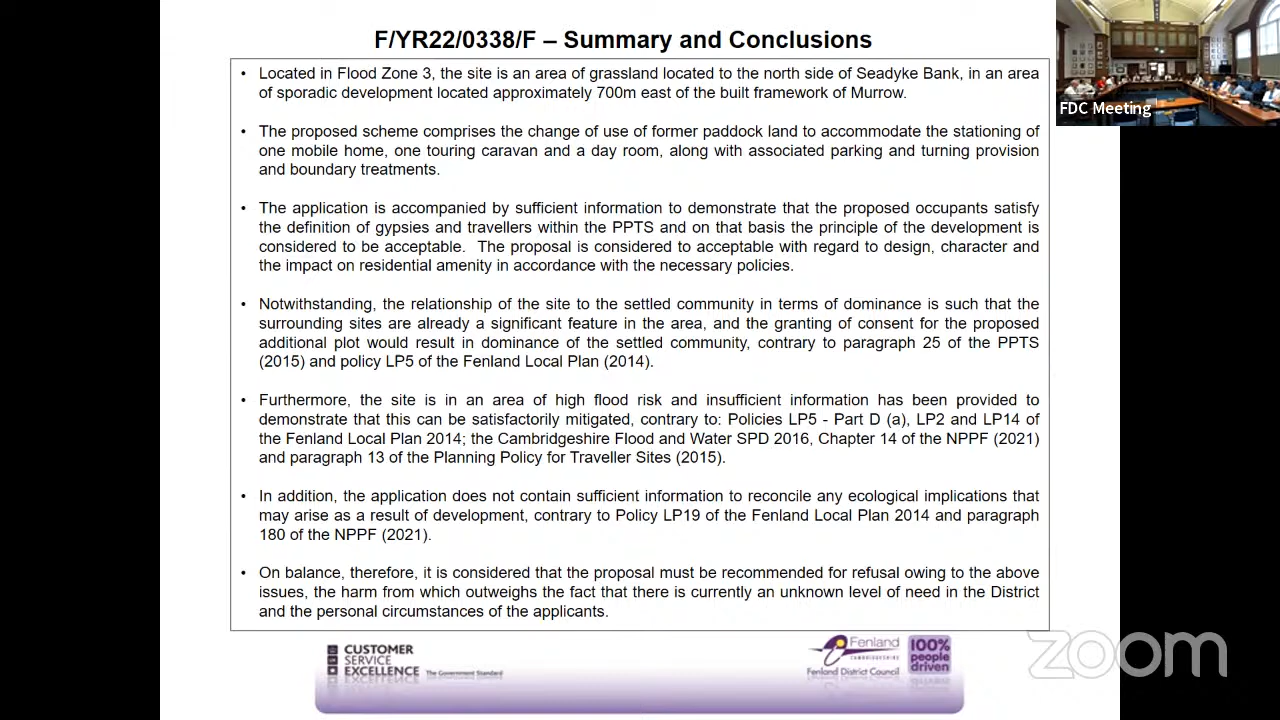 F/YR22/0338/F – Summary and Conclusions
• Located in Flood Zone 3, the site is an area of grassland located to the north side of Seadyke Bank, in an area
of sporadic development located approximately 700m east of the built framework of Murrow.
• The proposed scheme comprises the change of use of former paddock land to accommodate the stationing of
one mobile home, one touring caravan and a day room, along with associated parking and turning provision
and boundary treatments.
• The application is accompanied by sufficient information to demonstrate that the proposed occupants satisfy
the definition of gypsies and travellers within the PPTS and on that basis the principle of the development is
considered to be acceptable. The proposal is considered to acceptable with regard to design, character and
the impact on residential amenity in accordance with the necessary policies.
• Notwithstanding, the relationship of the site to the settled community in terms of dominance is such that the
surrounding sites are already a significant feature in the area, and the granting of consent for the proposed
additional plot would result in dominance of the settled community, contrary to paragraph 25 of the PPTS
(2015) and policy LP5 of the Fenland Local Plan (2014).
• Furthermore, the site is in an area of high flood risk and insufficient information has been provided to
demonstrate that this can be satisfactorily mitigated, contrary to: Policies LP5 - Part D (a), LP2 and LP14 of
the Fenland Local Plan 2014; the Cambridgeshire Flood and Water SPD 2016, Chapter 14 of the NPPF (2021)
and paragraph 13 of the Planning Policy for Traveller Sites (2015).
• In addition, the application does not contain sufficient information to reconcile any ecological implications that
may arise as a result of development, contrary to Policy LP19 of the Fenland Local Plan 2014 and paragraph
180 of the NPPF (2021).
• On balance, therefore, it is considered that the proposal must be recommended for refusal owing to the above
issues, the harm from which outweighs the fact that there is currently an unknown level of need in the District
and the personal circumstances of the applicants.
FDC Meeting
CUSTOMER
SERVICE
EXCELLENCE
The Government Standard
Fenland
CAMBRIDGESHIRE
Fenland District Council
100%
people
driven
zoom